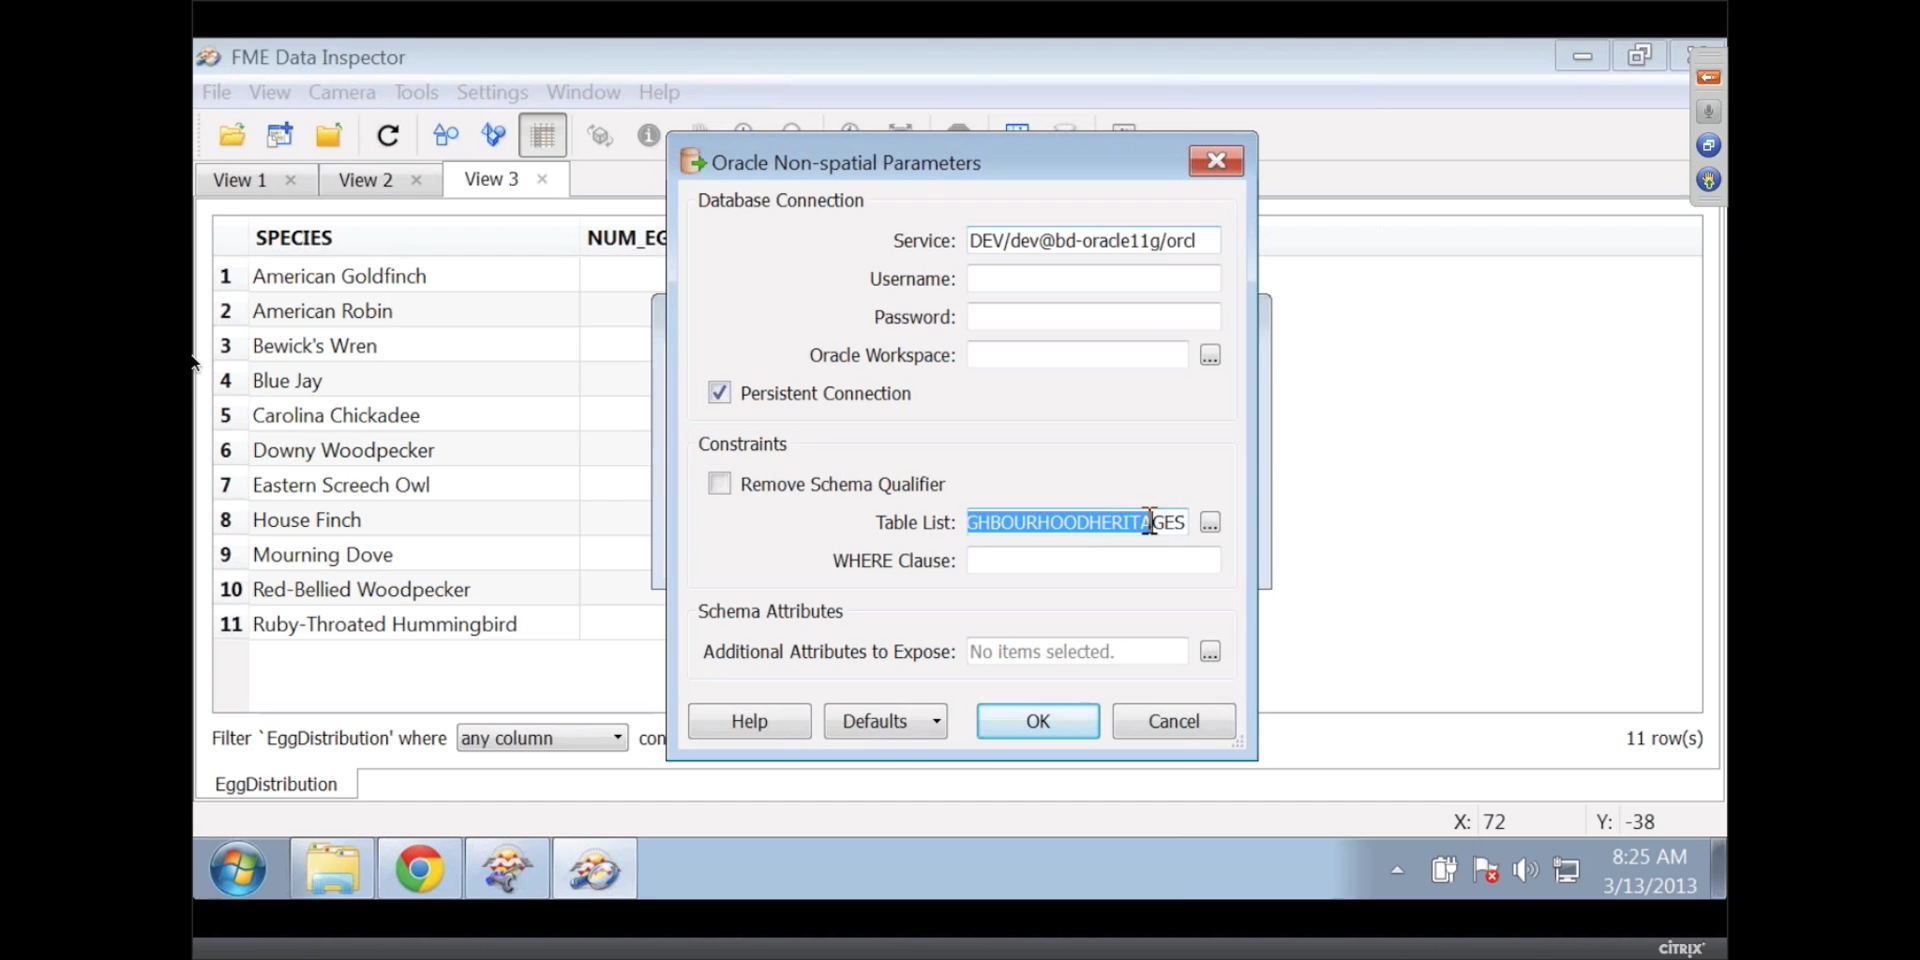 FME Data Inspector
File View Camera Tools Settings Window Help
View 1 View 2 View 3
SPECIES NUM_EG
1 American Goldfinch
2 American Robin
3 Bewick's Wren
4 Blue Jay
5 Carolina Chickadee
6 Downy Woodpecker
7 Eastern Screech Owl
8 House Finch
9 Mourning Dove
10 Red-Bellied Woodpecker
11 Ruby-Throated Hummingbird
Filter `EggDistribution' where any column con
11 row(s)
EggDistribution
Oracle Non-spatial Parameters
Database Connection
Service: DEV/dev@bd-oracle11g/orcl
Username:
Password:
Oracle Workspace: ...
Persistent Connection
Constraints
Remove Schema Qualifier
Table List: GHBOURHOODHERITAGES ...
WHERE Clause:
Schema Attributes
Additional Attributes to Expose: No items selected. ...
Help Defaults OK Cancel
X: 72 Y: -38
8:25 AM
3/13/2013
CITRIX